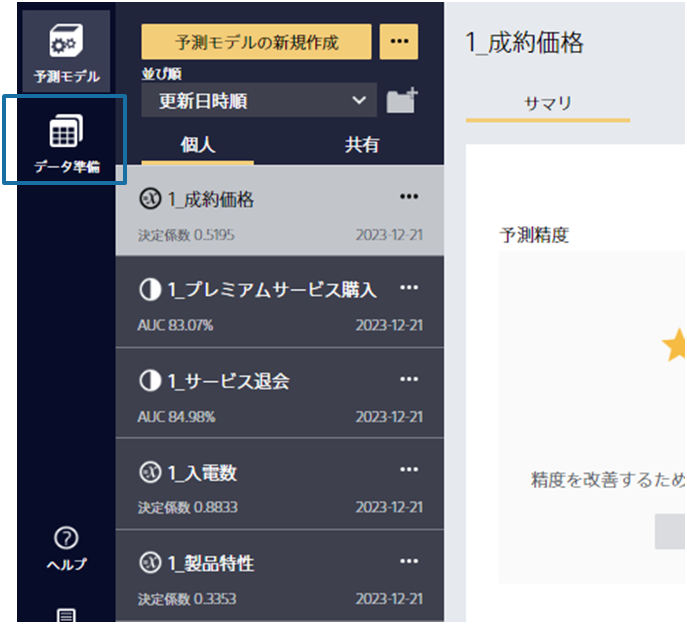 予測モデル
データ準備
ヘルプ
予測モデルの新規作成
並び順
更新日時順
個人
共有
1_成約価格
決定係数 0.5195
2023-12-21
1_プレミアムサービス購入
AUC 83.07%
2023-12-21
1_サービス退会
AUC 84.98%
2023-12-21
1_入電数
決定係数 0.8833
2023-12-21
1_製品特性
決定係数 0.3353
2023-12-21
1_成約価格
サマリ
予測精度
精度を改善するため